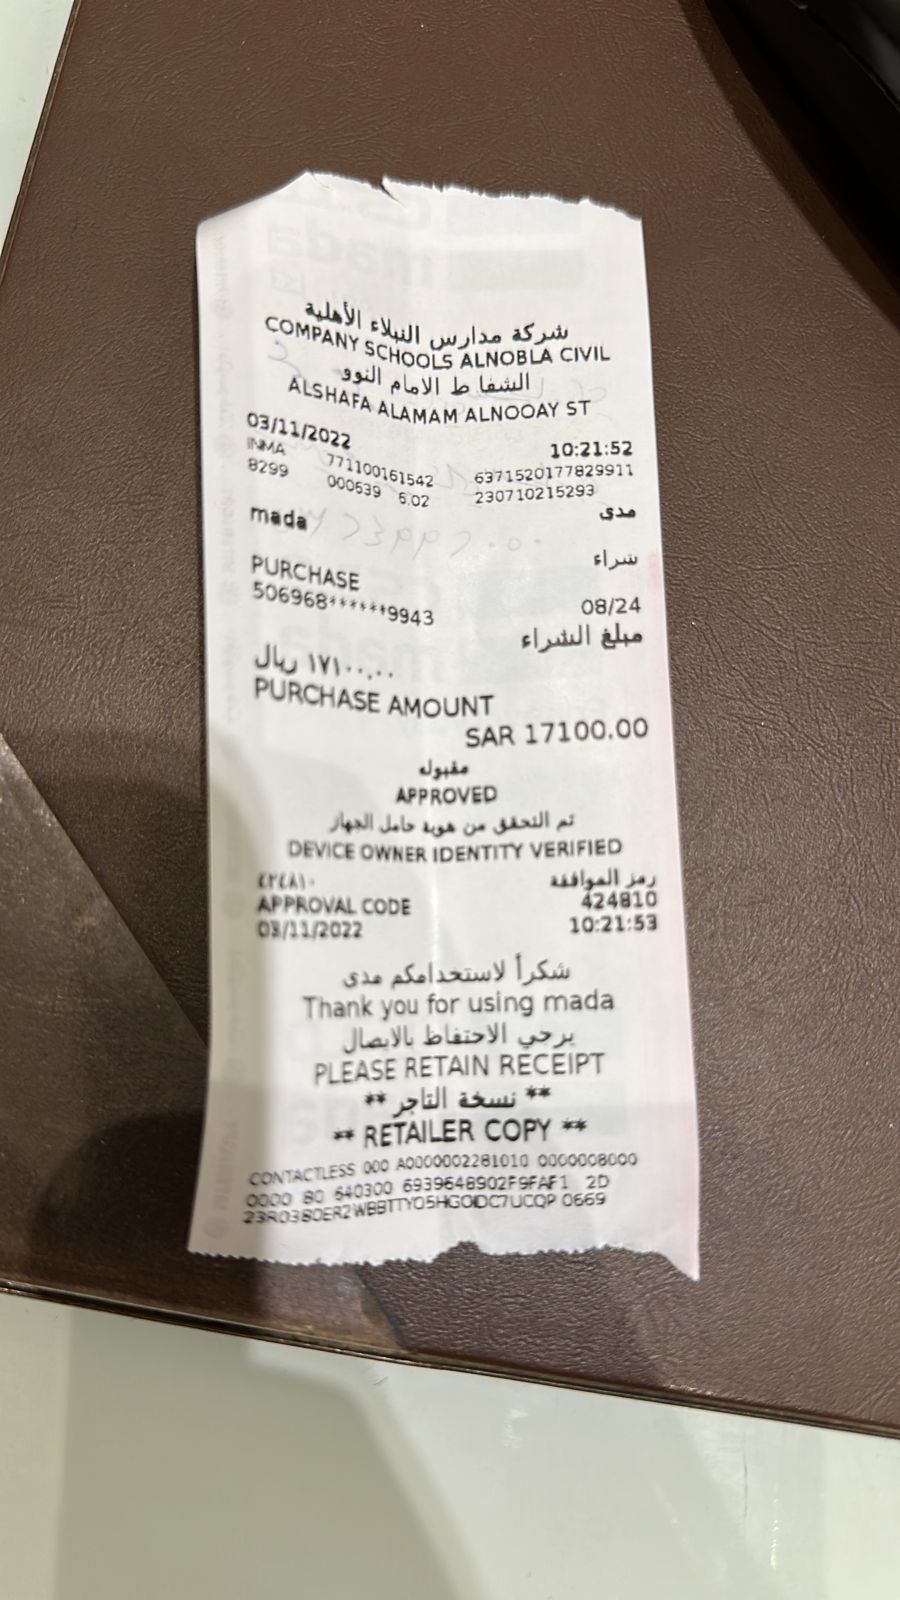 شركة مدارس النبلاء الأهلية
COMPANY SCHOOLS ALNOBLA CIVIL
الشفا ط الامام النوو
ALSHAFA ALAMAM ALNOOAY ST
03/11/2022 10:21:52
INMA 771100161542 6371520177829911
8299 000639 6.02 230710215293
mada مدى
شراء
PURCHASE
506968******9943 08/24
مبلغ الشراء
١٧١٠٠,٠٠ ريال
PURCHASE AMOUNT
SAR 17100.00
مقبوله
APPROVED
تم التحقق من هوية حامل الجهاز
DEVICE OWNER IDENTITY VERIFIED
٤٢٤٨١٠ رمز الموافقة
APPROVAL CODE 424810
03/11/2022 10:21:53
شكراً لاستخدامكم مدى
Thank you for using mada
يرجي الاحتفاظ بالايصال
PLEASE RETAIN RECEIPT
** نسخة التاجر **
** RETAILER COPY **
CONTACTLESS 000 A0000002281010 0000008000
0000 80 640300 6939648902F9FAF1 2D
23R03B0ER2WBBTTYO5HGOIDC7UCQP 0669